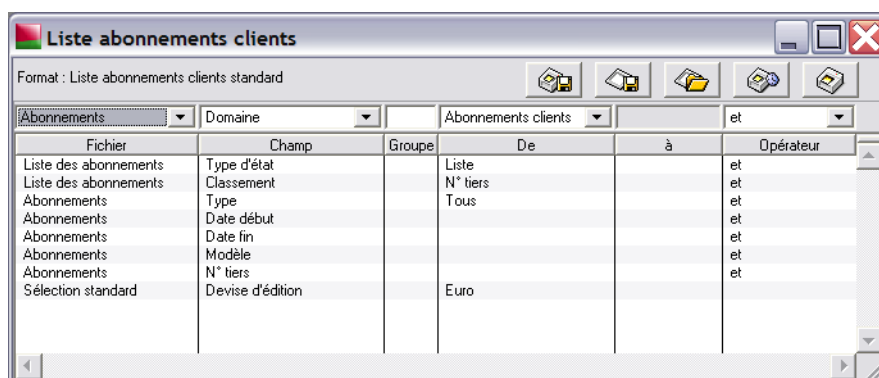 Liste abonnements clients
Format : Liste abonnements clients standard
Abonnements Domaine Abonnements clients et
Fichier Champ Groupe De à Opérateur
Liste des abonnements Type d'état Liste et
Liste des abonnements Classement N° tiers et
Abonnements Type Tous et
Abonnements Date début et
Abonnements Date fin et
Abonnements Modèle et
Abonnements N° tiers et
Sélection standard Devise d'édition Euro